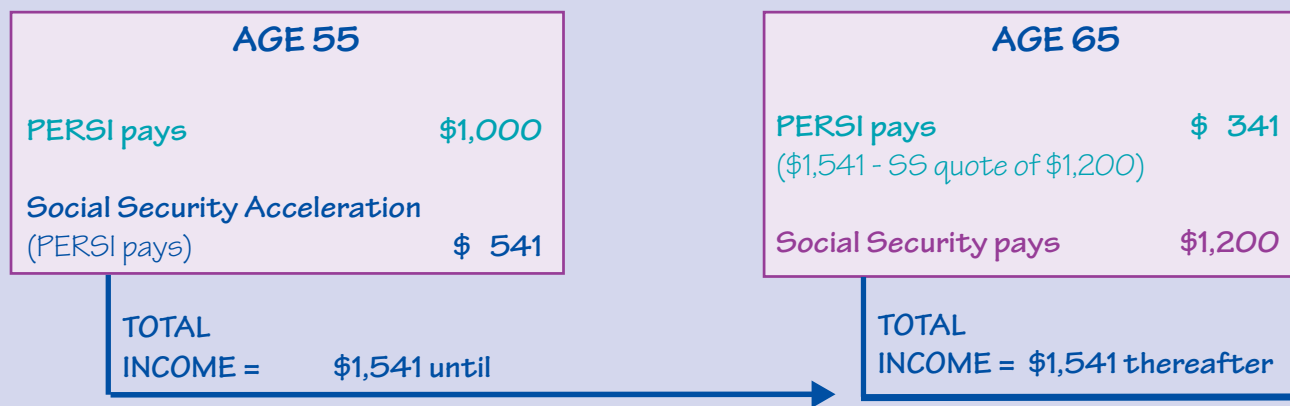 AGE 55
PERSI pays $1,000
Social Security Acceleration
(PERSI pays) $ 541
TOTAL
INCOME = $1,541 until
AGE 65
PERSI pays $ 341
($1,541 - SS quote of $1,200)
Social Security pays $1,200
TOTAL
INCOME = $1,541 thereafter